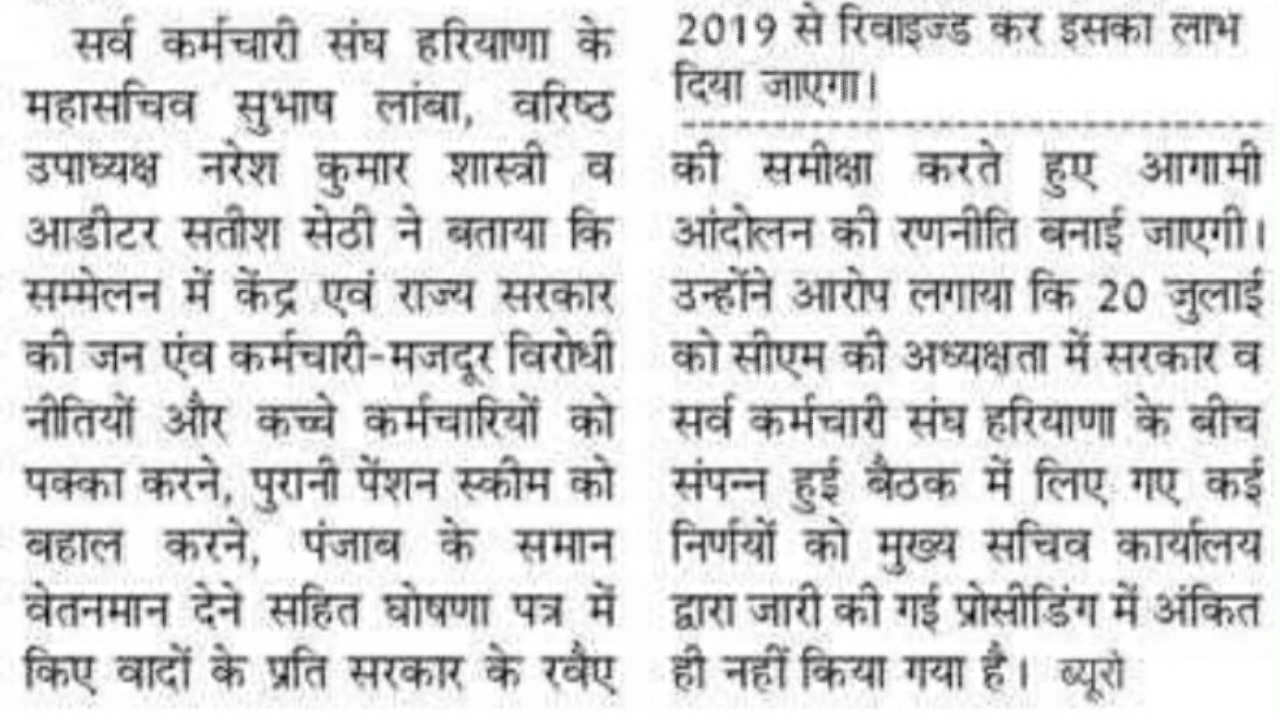 सर्व कर्मचारी संघ हरियाणा के
महासचिव सुभाष लांबा, वरिष्ठ
उपाध्यक्ष नरेश कुमार शास्त्री व
आडीटर सतीश सेठी ने बताया कि
सम्मेलन में केंद्र एवं राज्य सरकार
की जन एंव कर्मचारी-मजदूर विरोधी
नीतियों और कच्चे कर्मचारियों को
पक्का करने, पुरानी पेंशन स्कीम को
बहाल करने, पंजाब के समान
वेतनमान देने सहित घोषणा पत्र में
किए वादों के प्रति सरकार के रवैए
2019 से रिवाइज्ड कर इसका लाभ
दिया जाएगा।
की समीक्षा करते हुए आगामी
आंदोलन की रणनीति बनाई जाएगी।
उन्होंने आरोप लगाया कि 20 जुलाई
को सीएम की अध्यक्षता में सरकार व
सर्व कर्मचारी संघ हरियाणा के बीच
संपन्न हुई बैठक में लिए गए कई
निर्णयों को मुख्य सचिव कार्यालय
द्वारा जारी की गई प्रोसीडिंग में अंकित
ही नहीं किया गया है। ब्यूरो